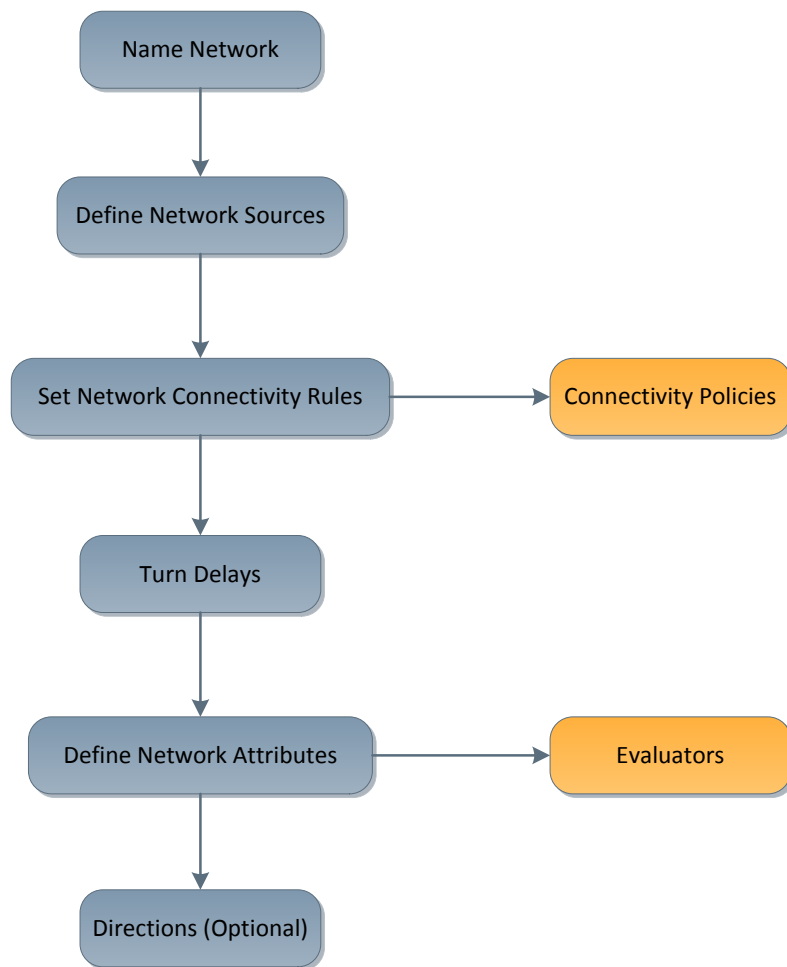 Name Network
Define Network Sources
Set Network Connectivity Rules
Connectivity Policies
Turn Delays
Define Network Attributes
Evaluators
Directions (Optional)